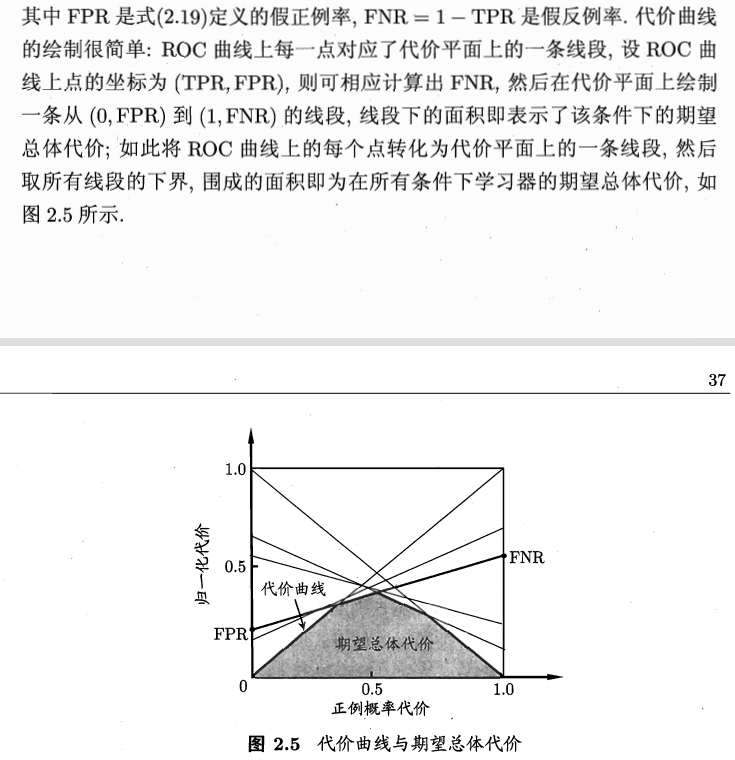 其中 FPR 是式(2.19)定义的假正例率, FNR = 1 − TPR 是假反例率. 代价曲线
的绘制很简单: ROC 曲线上每一点对应了代价平面上的一条线段, 设 ROC 曲
线上点的坐标为 (TPR, FPR), 则可相应计算出 FNR, 然后在代价平面上绘制
一条从 (0, FPR) 到 (1, FNR) 的线段, 线段下的面积即表示了该条件下的期望
总体代价; 如此将 ROC 曲线上的每个点转化为代价平面上的一条线段, 然后
取所有线段的下界, 围成的面积即为在所有条件下学习器的期望总体代价, 如
图 2.5 所示.
37
1.0
归一化代价
0.5
FNR
代价曲线
FPR
期望总体代价
0
0.5
1.0
正例概率代价
图 2.5 代价曲线与期望总体代价